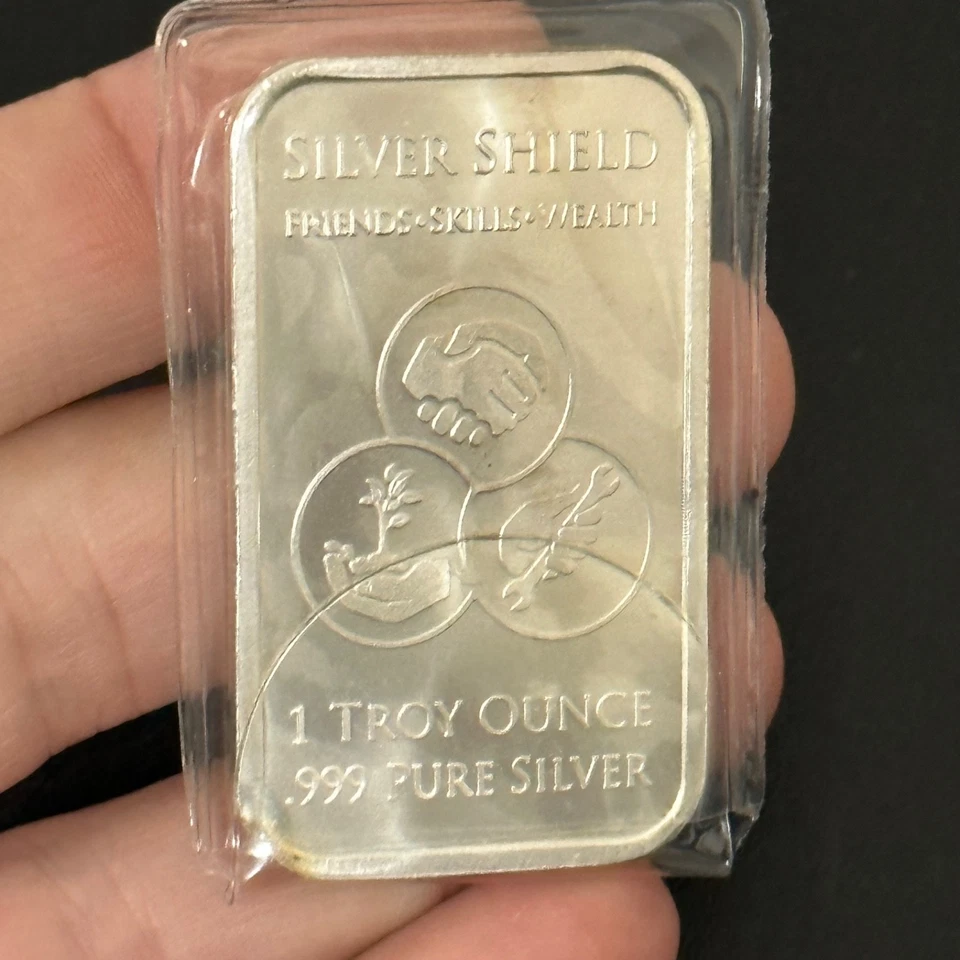 SILVER SHIELD
FRIENDS•SKILLS•WEALTH
1 TROY OUNCE
.999 PURE SILVER